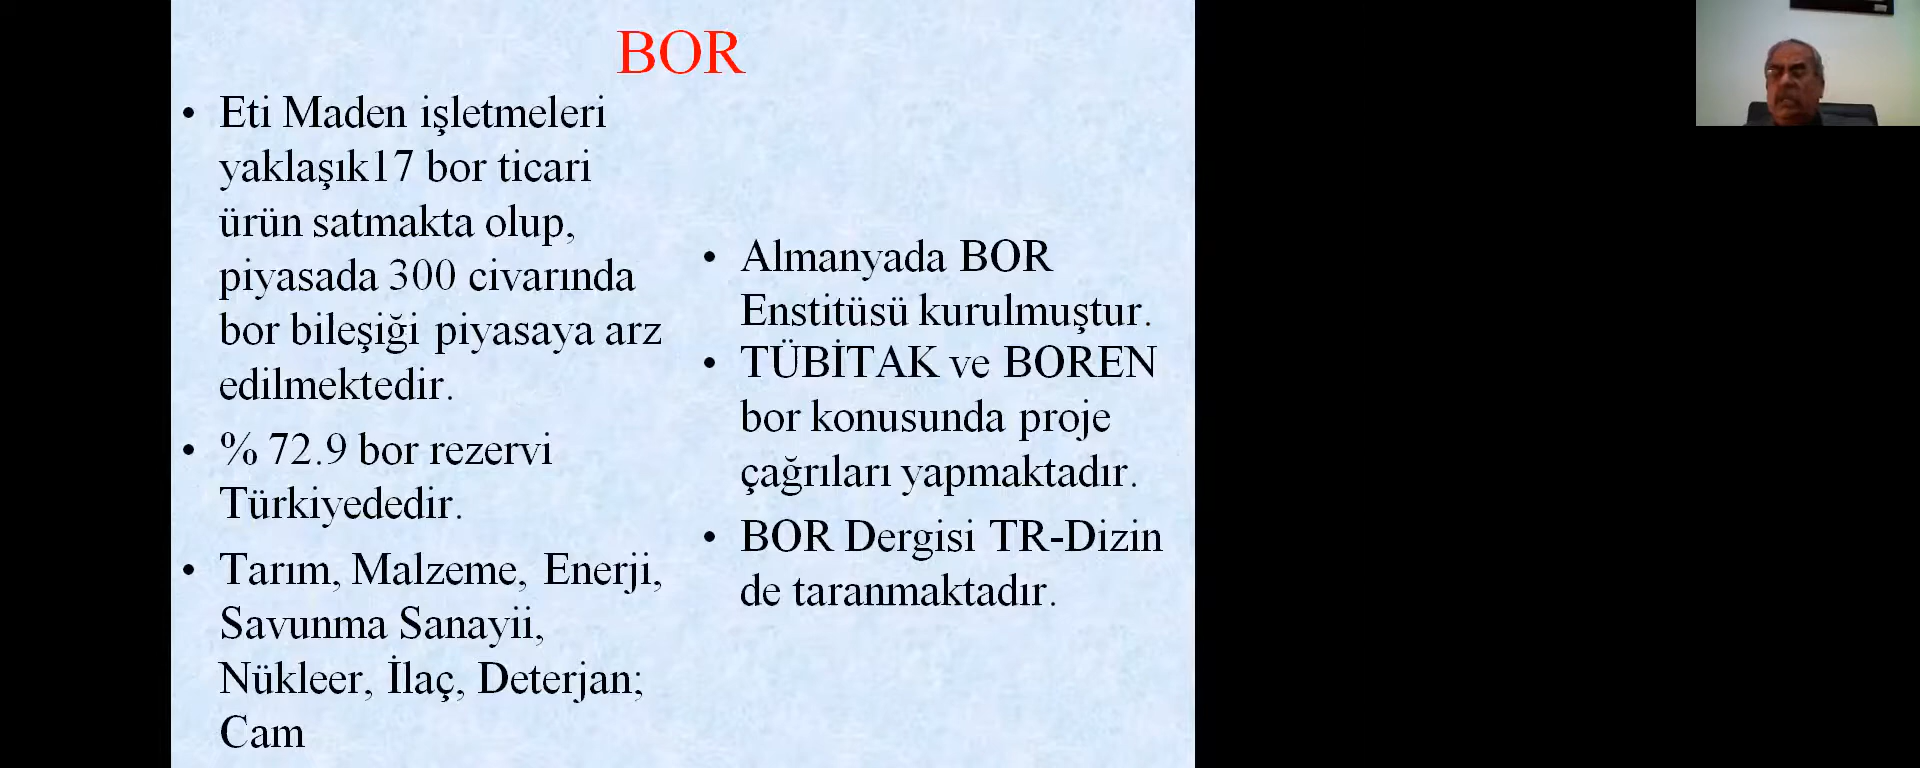 BOR
• Eti Maden işletmeleri
yaklaşık17 bor ticari
ürün satmakta olup,
piyasada 300 civarında
bor bileşiği piyasaya arz
edilmektedir.
• % 72.9 bor rezervi
Türkiyededir.
• Tarım, Malzeme, Enerji,
Savunma Sanayii,
Nükleer, İlaç, Deterjan;
Cam
• Almanyada BOR
Enstitüsü kurulmuştur.
• TÜBİTAK ve BOREN
bor konusunda proje
çağrıları yapmaktadır.
• BOR Dergisi TR-Dizin
de taranmaktadır.